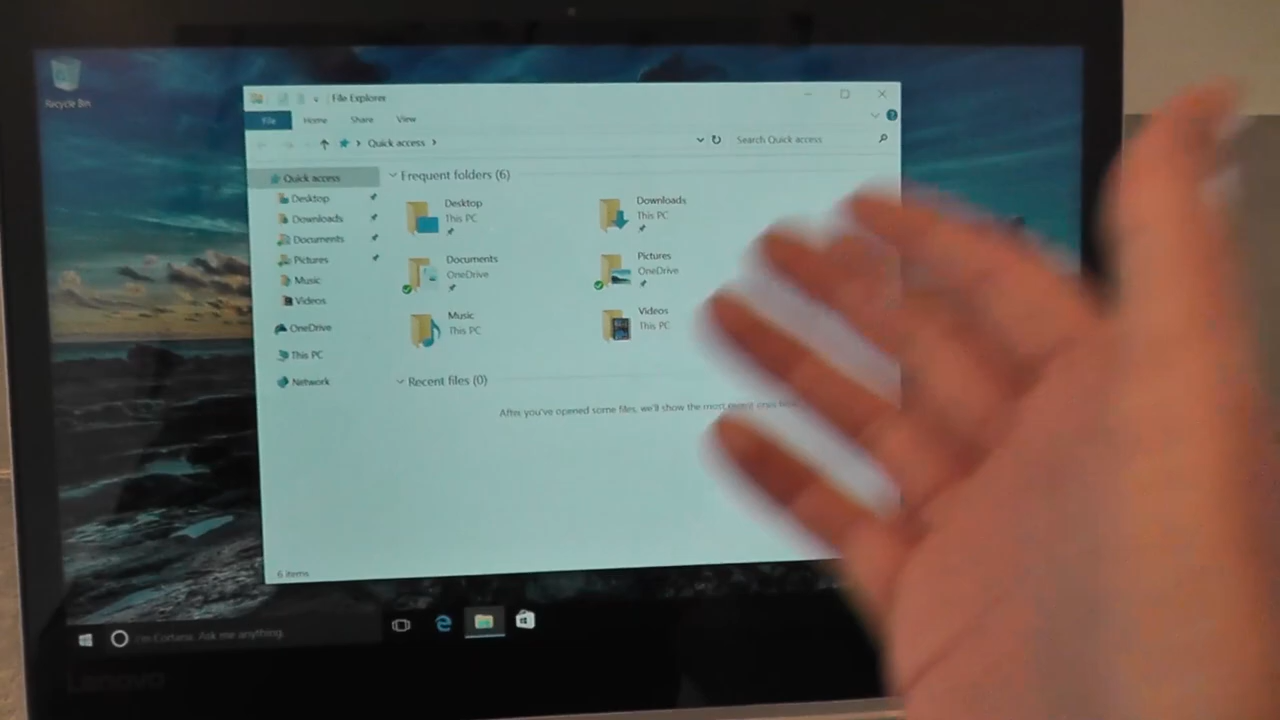 Recycle Bin
File Explorer
File Home Share View
Quick access
Search Quick access
Quick access
Desktop
Downloads
Documents
Pictures
Music
Videos
OneDrive
This PC
Network
Frequent folders (6)
Desktop
This PC
Downloads
This PC
Documents
OneDrive
Pictures
OneDrive
Music
This PC
Videos
This PC
Recent files (0)
After you've opened some files, we'll show the most recent ones here.
6 items
I'm Cortana. Ask me anything.
Lenovo